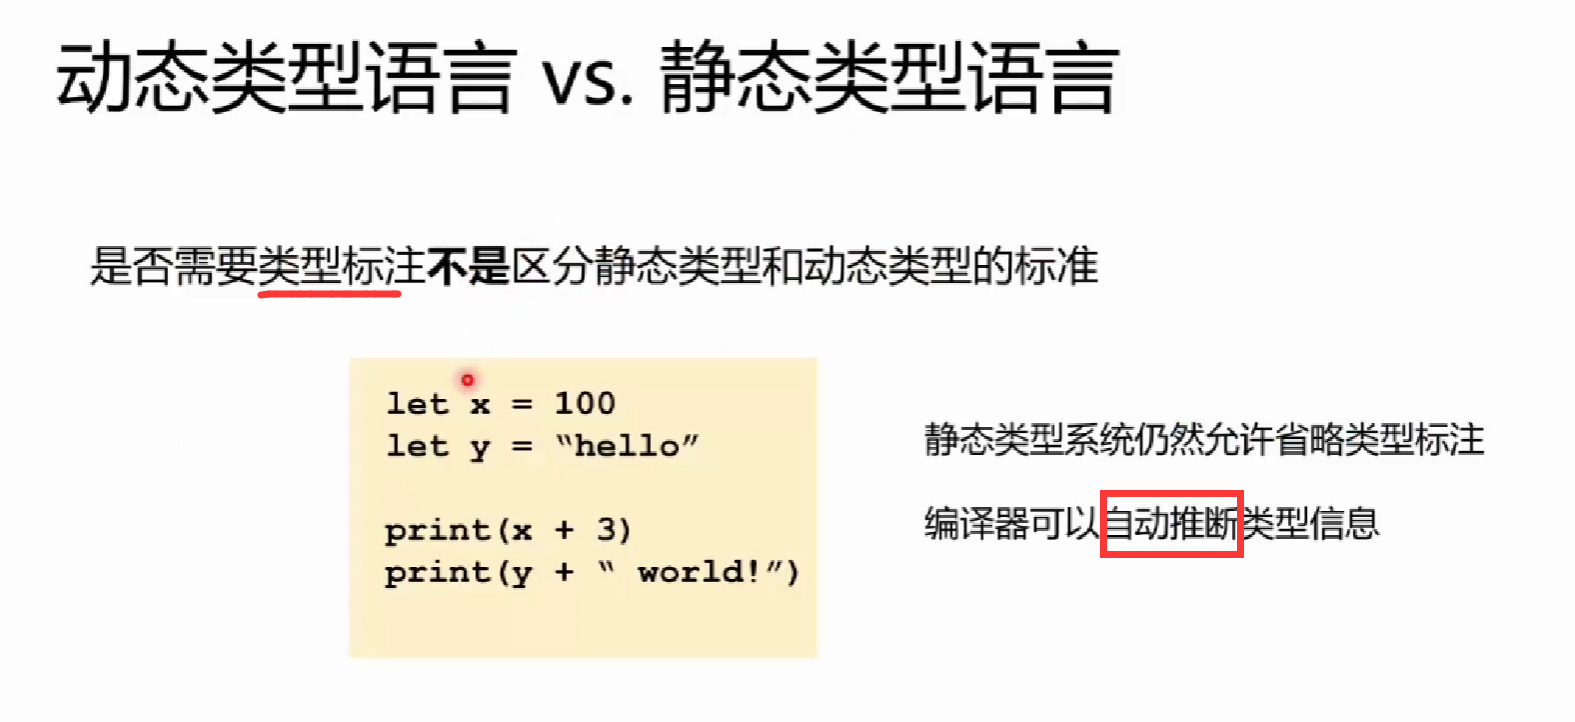 动态类型语言 vs. 静态类型语言
是否需要类型标注不是区分静态类型和动态类型的标准
let x = 100
let y = “hello”
print(x + 3)
print(y + “ world!”)
静态类型系统仍然允许省略类型标注
编译器可以自动推断类型信息